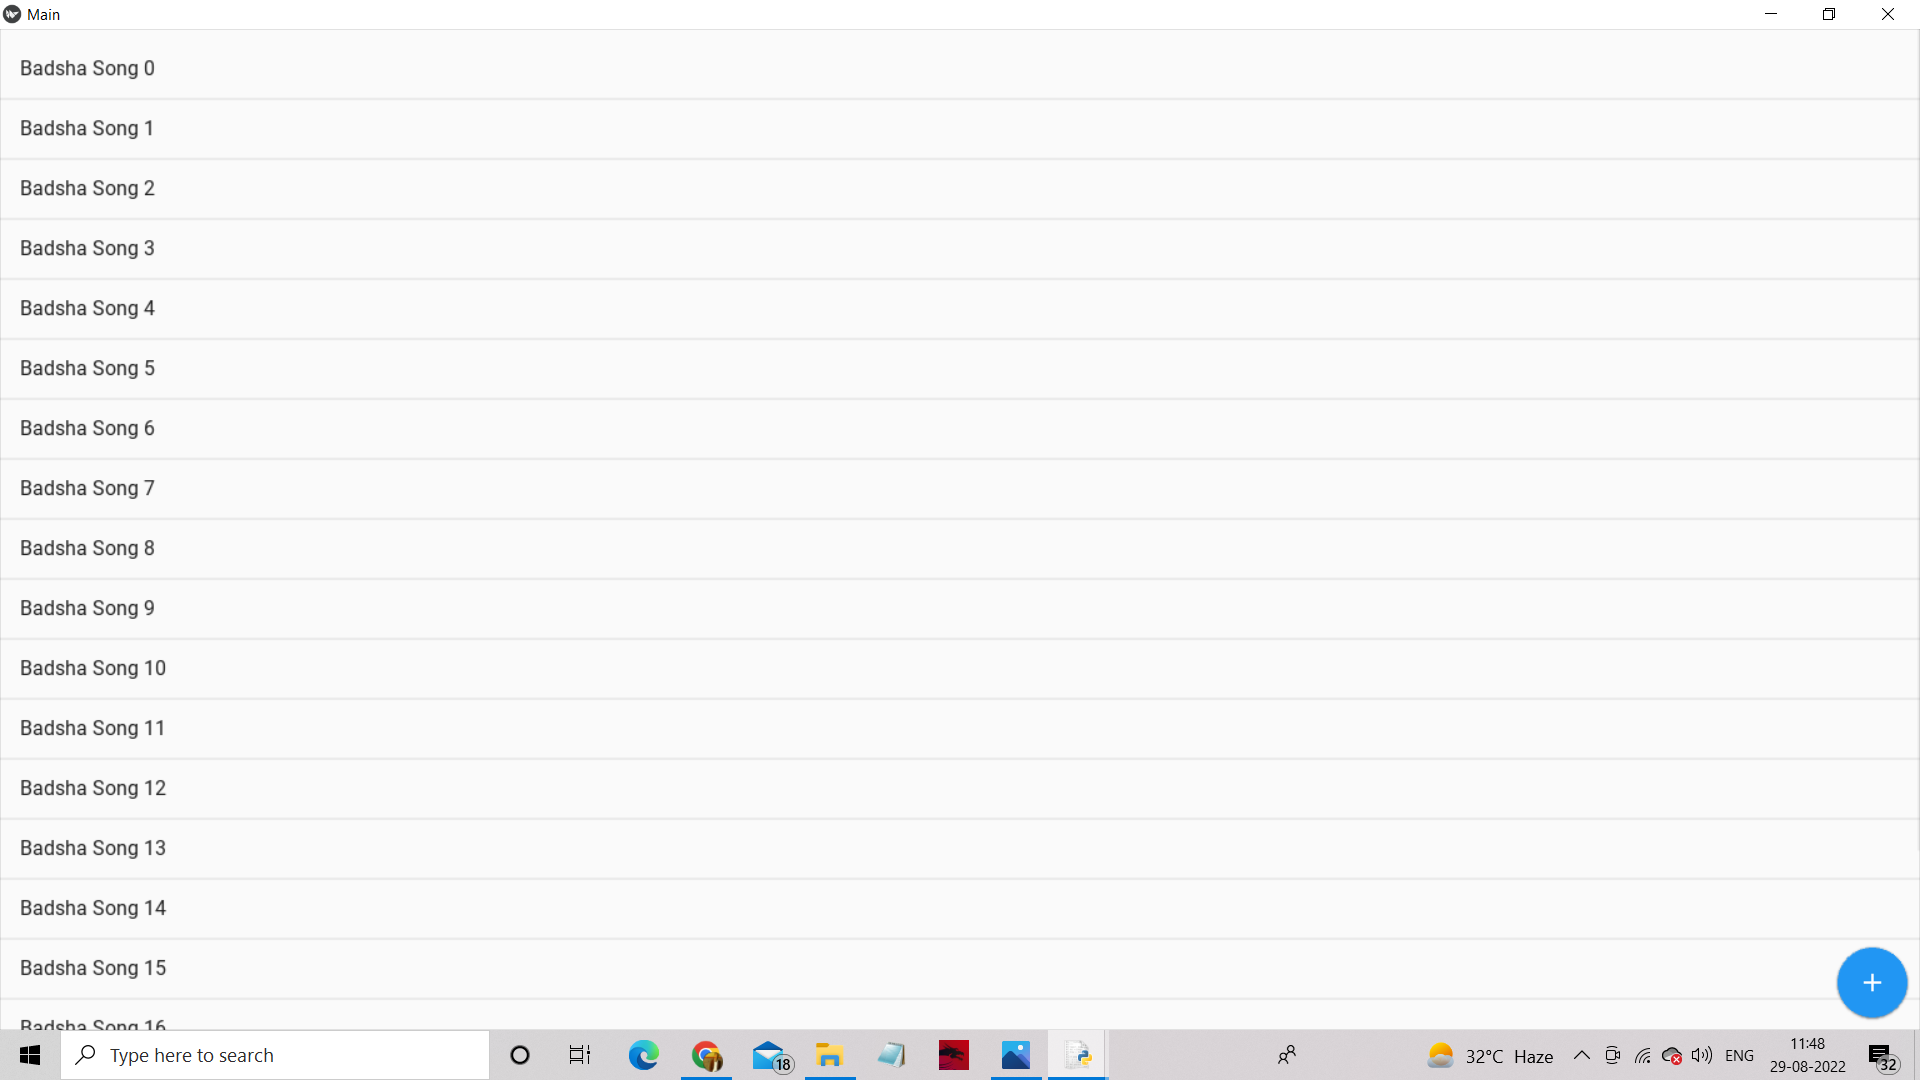 Main
Badsha Song 0
Badsha Song 1
Badsha Song 2
Badsha Song 3
Badsha Song 4
Badsha Song 5
Badsha Song 6
Badsha Song 7
Badsha Song 8
Badsha Song 9
Badsha Song 10
Badsha Song 11
Badsha Song 12
Badsha Song 13
Badsha Song 14
Badsha Song 15
Badsha Song 16
Type here to search
18
32°C Haze
ENG
11:48
29-08-2022
32